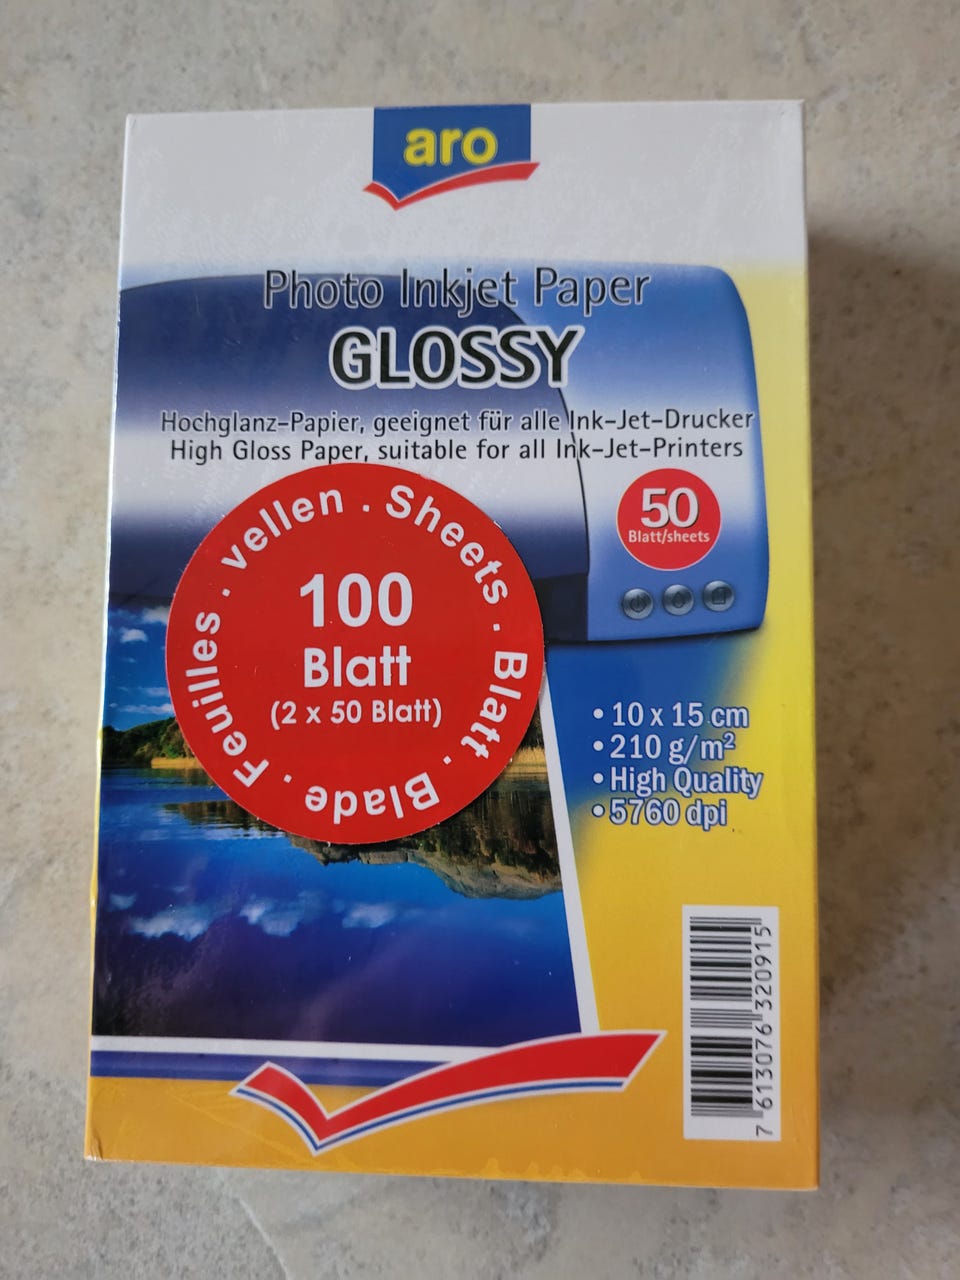 aro
Photo Inkjet Paper
GLOSSY
Hochglanz-Papier, geeignet für alle Ink-Jet-Drucker
High Gloss Paper, suitable for all Ink-Jet-Printers
50
Blatt/sheets
Feuilles . vellen . Sheets . Blatt . Blade .
100
Blatt
(2 x 50 Blatt)
• 10 x 15 cm
• 210 g/m²
• High Quality
• 5760 dpi
7 613076 320915